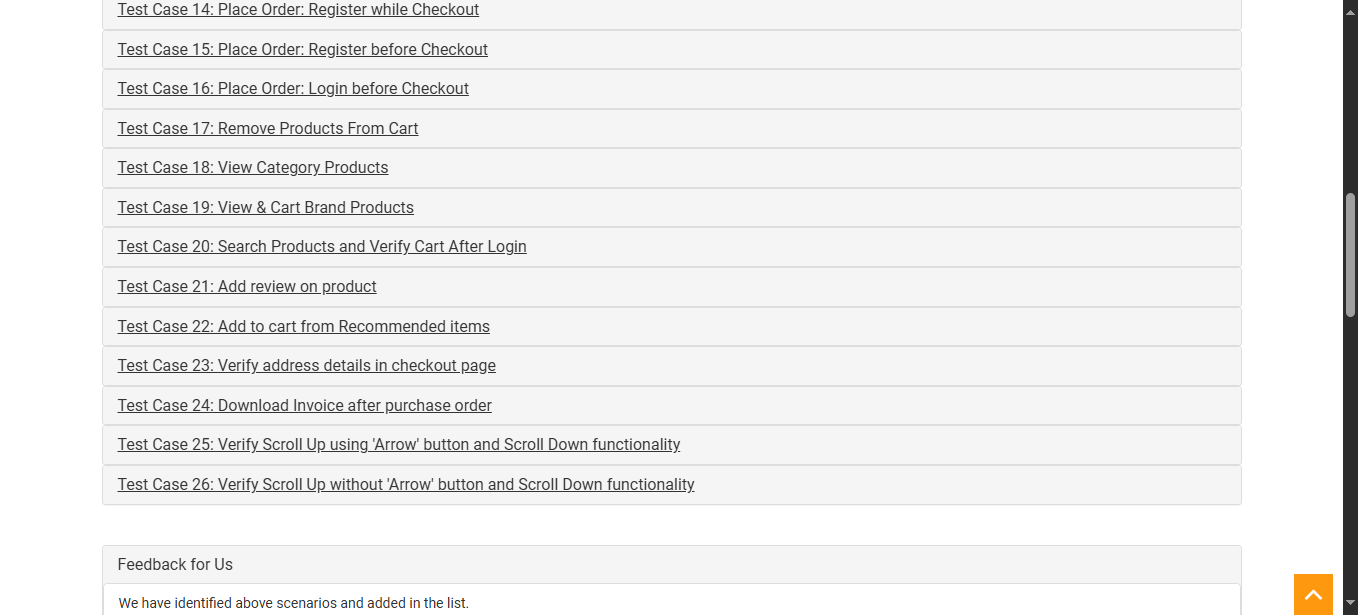 Test Case 14: Place Order: Register while Checkout
Test Case 15: Place Order: Register before Checkout
Test Case 16: Place Order: Login before Checkout
Test Case 17: Remove Products From Cart
Test Case 18: View Category Products
Test Case 19: View & Cart Brand Products
Test Case 20: Search Products and Verify Cart After Login
Test Case 21: Add review on product
Test Case 22: Add to cart from Recommended items
Test Case 23: Verify address details in checkout page
Test Case 24: Download Invoice after purchase order
Test Case 25: Verify Scroll Up using 'Arrow' button and Scroll Down functionality
Test Case 26: Verify Scroll Up without 'Arrow' button and Scroll Down functionality
Feedback for Us
We have identified above scenarios and added in the list.